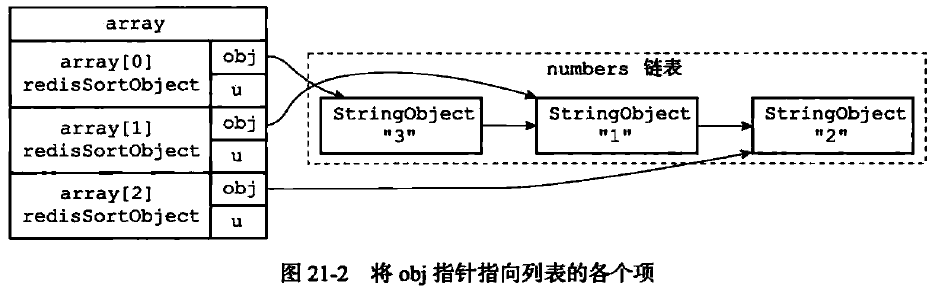 array
array[0]
redisSortObject
obj
u
array[1]
redisSortObject
obj
u
array[2]
redisSortObject
obj
u
numbers 链表
StringObject
"3"
StringObject
"1"
StringObject
"2"
图 21-2 将 obj 指针指向列表的各个项